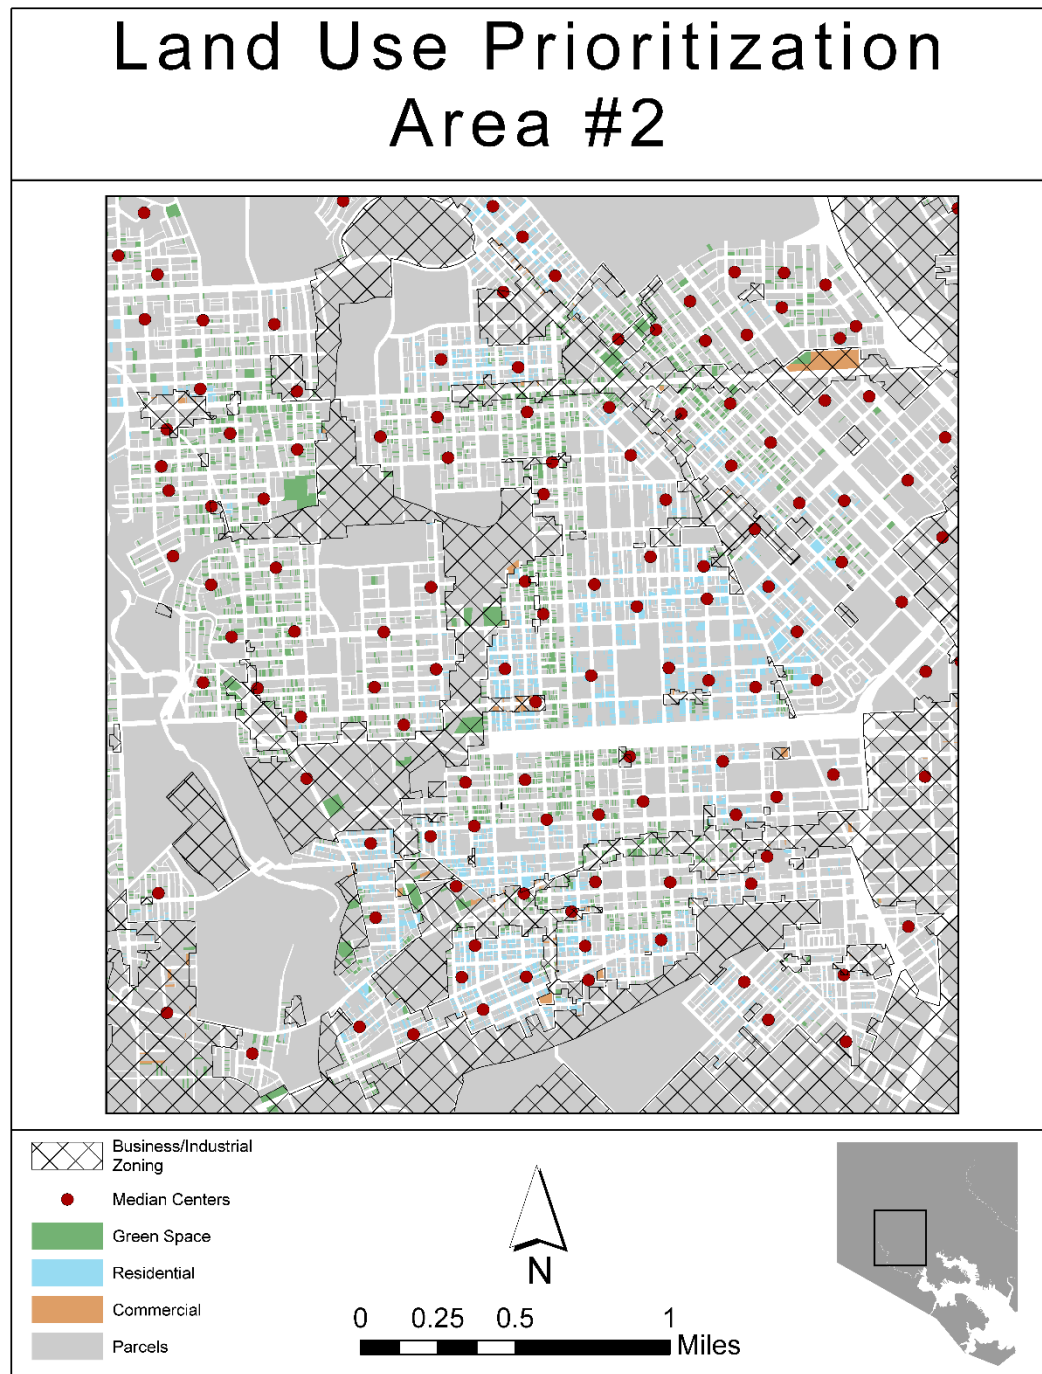 Land Use Prioritization
Area #2
Business/Industrial
Zoning
Median Centers
Green Space
Residential
Commercial
Parcels
N
0 0.25 0.5 1
Miles